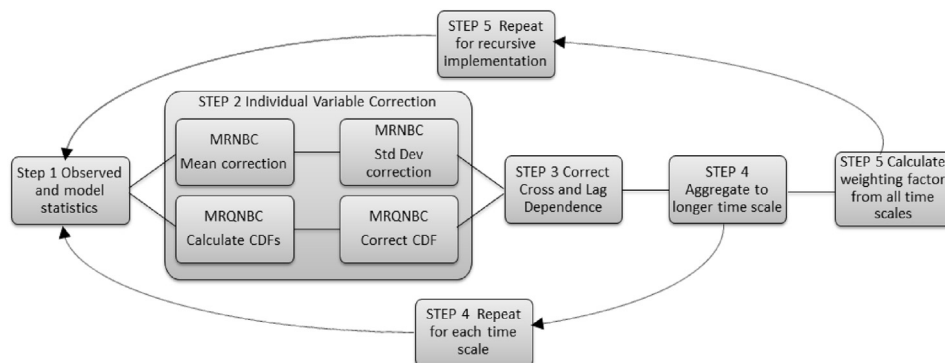 STEP 5 Repeat
for recursive
implementation
STEP 2 Individual Variable Correction
MRNBC
Mean correction
MRNBC
Std Dev
correction
Step 1 Observed
and model
statistics
MRQNBC
Calculate CDFs
MRQNBC
Correct CDF
STEP 3 Correct
Cross and Lag
Dependence
STEP 4
Aggregate to
longer time scale
STEP 5 Calculate
weighting factor
from all time
scales
STEP 4 Repeat
for each time
scale